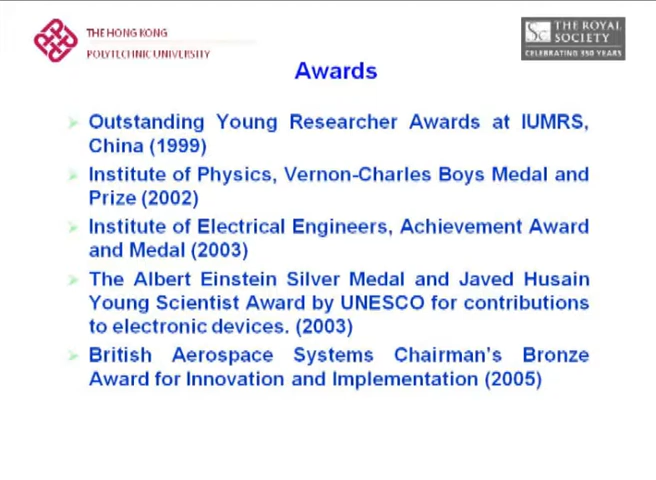 THE HONG KONG
POLYTECHNIC UNIVERSITY
Sc THE ROYAL
SOCIETY
CELEBRATING 350 YEARS
Awards
Outstanding Young Researcher Awards at IUMRS,
China (1999)
Institute of Physics, Vernon-Charles Boys Medal and
Prize (2002)
Institute of Electrical Engineers, Achievement Award
and Medal (2003)
The Albert Einstein Silver Medal and Javed Husain
Young Scientist Award by UNESCO for contributions
to electronic devices. (2003)
British Aerospace Systems Chairman's Bronze
Award for Innovation and Implementation (2005)